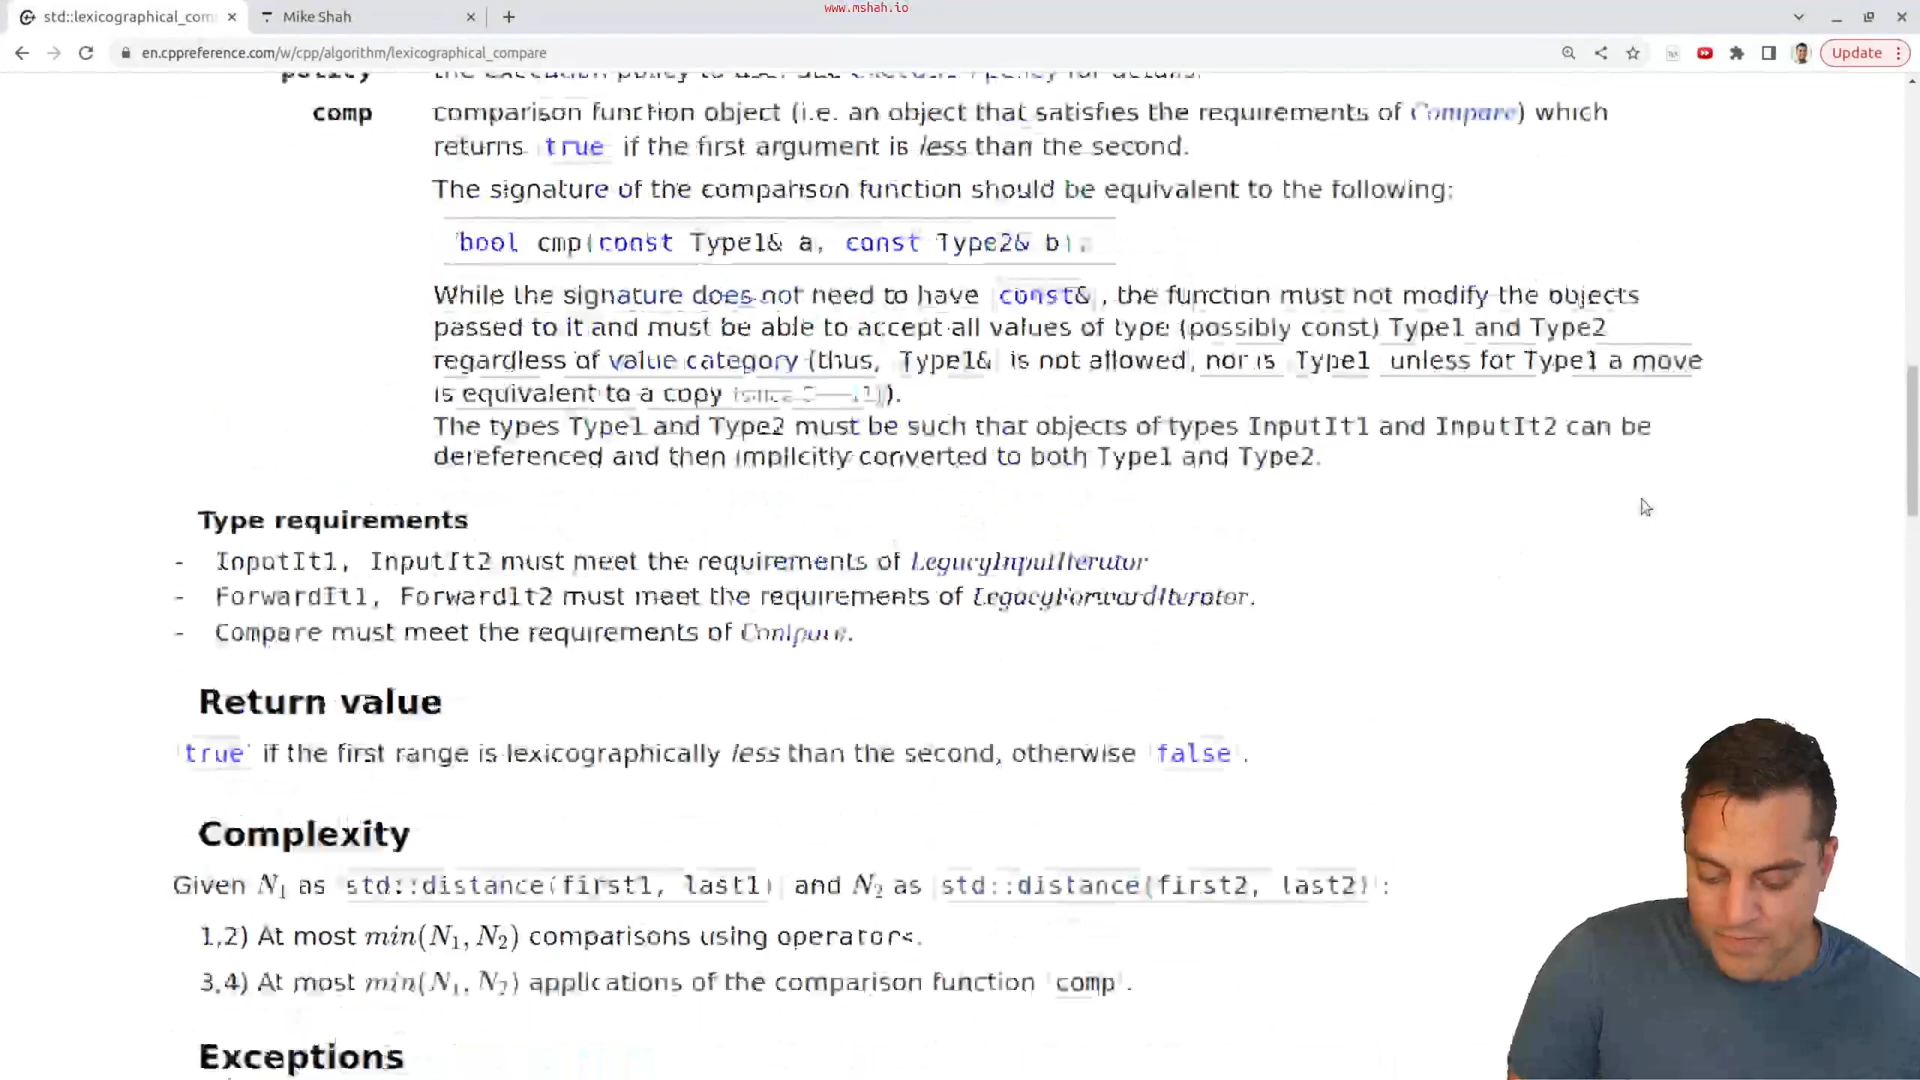 www.mshah.io
std::lexicographical_com
Mike Shah
en.cppreference.com/w/cpp/algorithm/lexicographical_compare
Update
policy
comp comparison function object (i.e. an object that satisfies the requirements of Compare) which
returns true if the first argument is less than the second.
The signature of the comparison function should be equivalent to the following:
bool cmp(const Type1& a, const Type2& b);
While the signature does not need to have const&, the function must not modify the objects
passed to it and must be able to accept all values of type (possibly const) Type1 and Type2
regardless of value category (thus, Type1& is not allowed, nor is Type1 unless for Type1 a move
is equivalent to a copy
The types Type1 and Type2 must be such that objects of types InputIt1 and InputIt2 can be
dereferenced and then implicitly converted to both Type1 and Type2.
Type requirements
- InputIt1, InputIt2 must meet the requirements of LegacyInputIterator
- ForwardIt1, ForwardIt2 must meet the requirements of LegacyForwardIterator.
- Compare must meet the requirements of Compare.
Return value
true if the first range is lexicographically less than the second, otherwise false.
Complexity
Given N1 as std::distance(first1, last1) and N2 as std::distance(first2, last2):
1,2) At most min(N1, N2) comparisons using operator<.
3,4) At most min(N1, N2) applications of the comparison function comp.
Exceptions